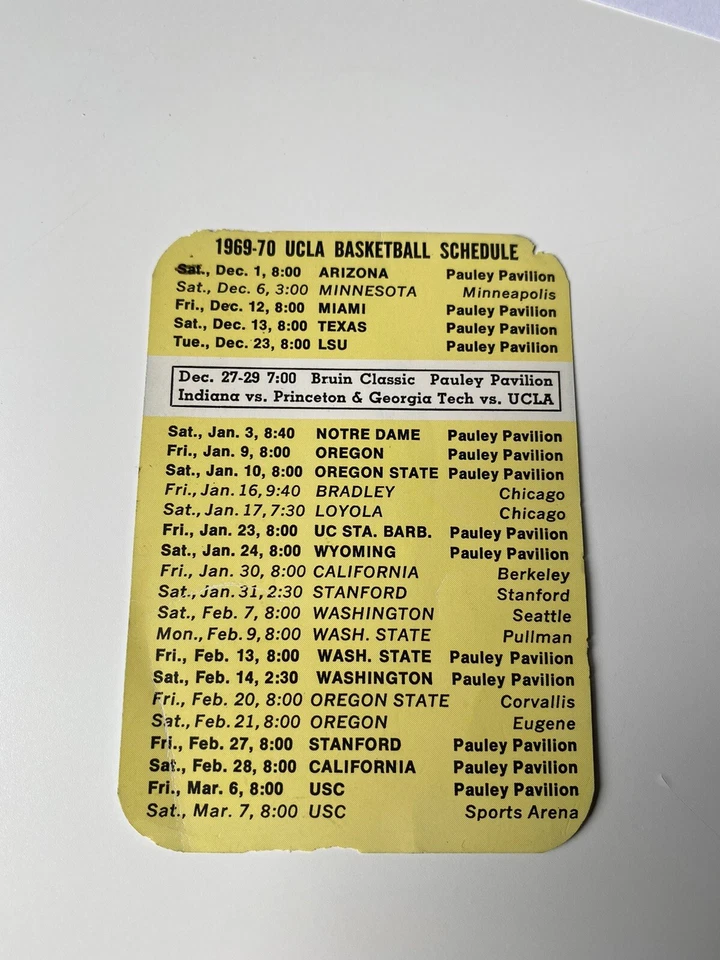 1969-70 UCLA BASKETBALL SCHEDULE
Sat., Dec. 1, 8:00 ARIZONA Pauley Pavilion
Sat., Dec. 6, 3:00 MINNESOTA Minneapolis
Fri., Dec. 12, 8:00 MIAMI Pauley Pavilion
Sat., Dec. 13, 8:00 TEXAS Pauley Pavilion
Tue., Dec. 23, 8:00 LSU Pauley Pavilion
Dec. 27-29 7:00 Bruin Classic Pauley Pavilion
Indiana vs. Princeton & Georgia Tech vs. UCLA
Sat., Jan. 3, 8:40 NOTRE DAME Pauley Pavilion
Fri., Jan. 9, 8:00 OREGON Pauley Pavilion
Sat., Jan. 10, 8:00 OREGON STATE Pauley Pavilion
Fri., Jan. 16, 9:40 BRADLEY Chicago
Sat., Jan. 17, 7:30 LOYOLA Chicago
Fri., Jan. 23, 8:00 UC STA. BARB. Pauley Pavilion
Sat., Jan. 24, 8:00 WYOMING Pauley Pavilion
Fri., Jan. 30, 8:00 CALIFORNIA Berkeley
Sat., Jan. 31, 2:30 STANFORD Stanford
Sat., Feb. 7, 8:00 WASHINGTON Seattle
Mon., Feb. 9, 8:00 WASH. STATE Pullman
Fri., Feb. 13, 8:00 WASH. STATE Pauley Pavilion
Sat., Feb. 14, 2:30 WASHINGTON Pauley Pavilion
Fri., Feb. 20, 8:00 OREGON STATE Corvallis
Sat., Feb. 21, 8:00 OREGON Eugene
Fri., Feb. 27, 8:00 STANFORD Pauley Pavilion
Sat., Feb. 28, 8:00 CALIFORNIA Pauley Pavilion
Fri., Mar. 6, 8:00 USC Pauley Pavilion
Sat., Mar. 7, 8:00 USC Sports Arena